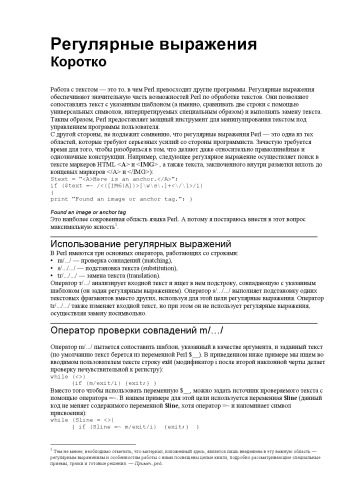 Регулярные выражения
Коротко
Работа с текстом — это то, в чем Perl превосходит другие программы. Регулярные выражения
обеспечивают значительную часть возможностей Perl по обработке текстов. Они позволяют
сопоставлять текст с указанным шаблоном (а именно, сравнивать две строки с помощью
универсальных символов, интерпретируемых специальным образом) и выполнять замену текста.
Таким образом, Perl предоставляет мощный инструмент для манипулирования текстом под
управлением программы пользователя.
С другой стороны, не подлежит сомнению, что регулярные выражения Perl — это одна из тех
областей, которые требуют серьезных усилий со стороны программиста. Зачастую требуется
время для того, чтобы разобраться в том, что делают даже относительно прямолинейные и
однозначные конструкции. Например, следующее регулярное выражение осуществляет поиск в
тексте маркеров HTML <A> и <IMG> , а также текста, заключенного внутри разметки вплоть до
концевых маркеров </A> и </IMG>):
$text = "<A>Here is an anchor.</A>";
if ($text =~ /<([IMG|A])>[\w\s\.]+<\/\1>/i)
{
print "Found an image or anchor tag.": }
Found an image or anchor tag
Это наиболее сокровенная область языка Perl. А потому я постараюсь внести в этот вопрос
максимальную ясность1.
Использование регулярных выражений
В Perl имеются три основных оператора, работающих со строками:
• m/.../ — проверка совпадений (matching),
• s/.../.../ — подстановка текста (substitution),
• tr/.../.../ — замена текста (translation).
Оператор m/.../ анализирует входной текст и ищет в нем подстроку, совпадающую с указанным
шаблоном (он задан регулярным выражением). Оператор s/.../.../ выполняет подстановку одних
текстовых фрагментов вместо других, используя для этой цели регулярные выражения. Оператор
tr/.../.../ также изменяет входной текст, но при этом он не использует регулярные выражения,
осуществляя замену посимвольно.
Оператор проверки совпадений m/.../
Оператор m/.../ пытается сопоставить шаблон, указанный в качестве аргумента, и заданный текст
(по умолчанию текст берется из переменной Perl $__). В приведенном ниже примере мы ищем во
вводимом пользователем тексте строку exit (модификатор i после второй наклонной черты делает
проверку нечувствительной к регистру):
while (<>)
{if (m/exit/i) {exit;} }
Вместо того чтобы использовать переменную $__, можно задать источник проверяемого текста с
помощью оператора =~. В нашем примере для этой цели используется переменная $line (данный
код не меняет содержимого переменной $line, хотя оператор =~ и напоминает символ
присвоения):
while ($line = <>)
{ if ($line =~ m/exit/i) {exit;} }
1 Тем не менее, необходимо отметить, что материал, изложенный здесь, является лишь введением в эту важную область —
регулярным выражениям и особенностям работы с ними посвящены целые книги, подробно рассматривающие специальные
приемы, трюки и готовые решения. — Примеч. ред.